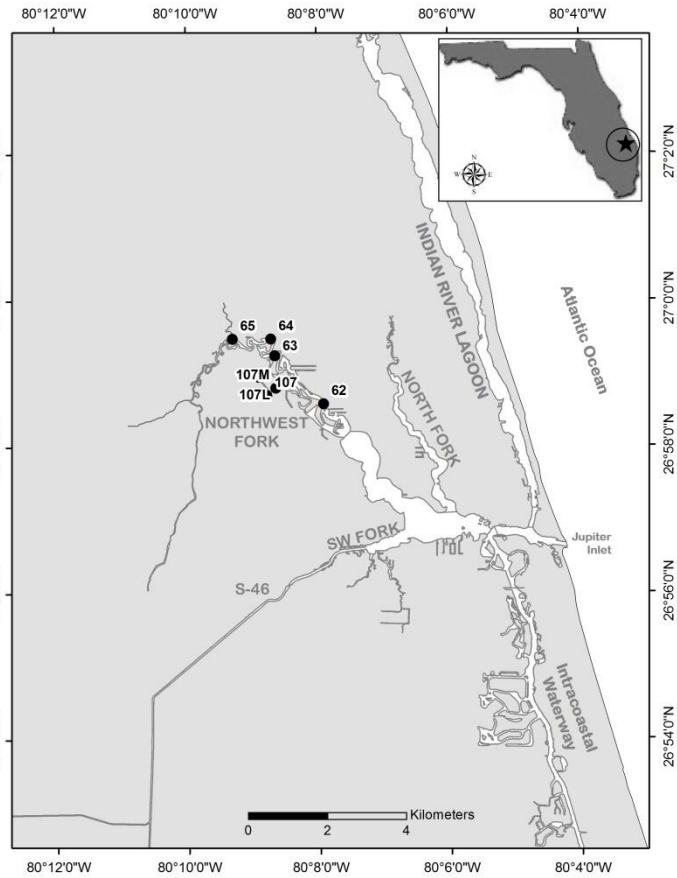 80°12'0"W 80°10'0"W 80°8'0"W 80°6'0"W 80°4'0"W
N
W E
S
27°2'0"N
INDIAN RIVER LAGOON
Atlantic Ocean
27°0'0"N
65 64
63
107M 107
107L
62
NORTHWEST
FORK
NORTH FORK
26°58'0"N
SW FORK
Jupiter
Inlet
S-46
26°56'0"N
Intracoastal
Waterway
26°54'0"N
Kilometers
0 2 4
80°12'0"W 80°10'0"W 80°8'0"W 80°6'0"W 80°4'0"W